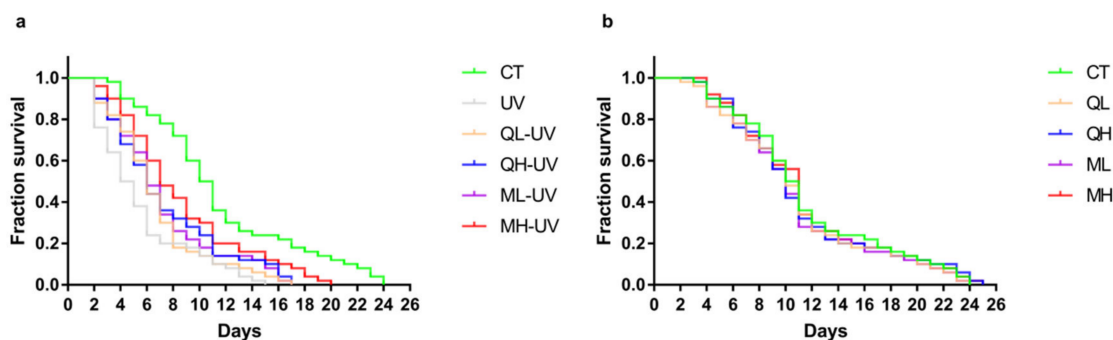 a
Fraction survival
1.0
0.8
0.6
0.4
0.2
0.0
0 2 4 6 8 10 12 14 16 18 20 22 24 26
Days
CT
UV
QL-UV
QH-UV
ML-UV
MH-UV
b
Fraction survival
1.0
0.8
0.6
0.4
0.2
0.0
0 2 4 6 8 10 12 14 16 18 20 22 24 26
Days
CT
QL
QH
ML
MH